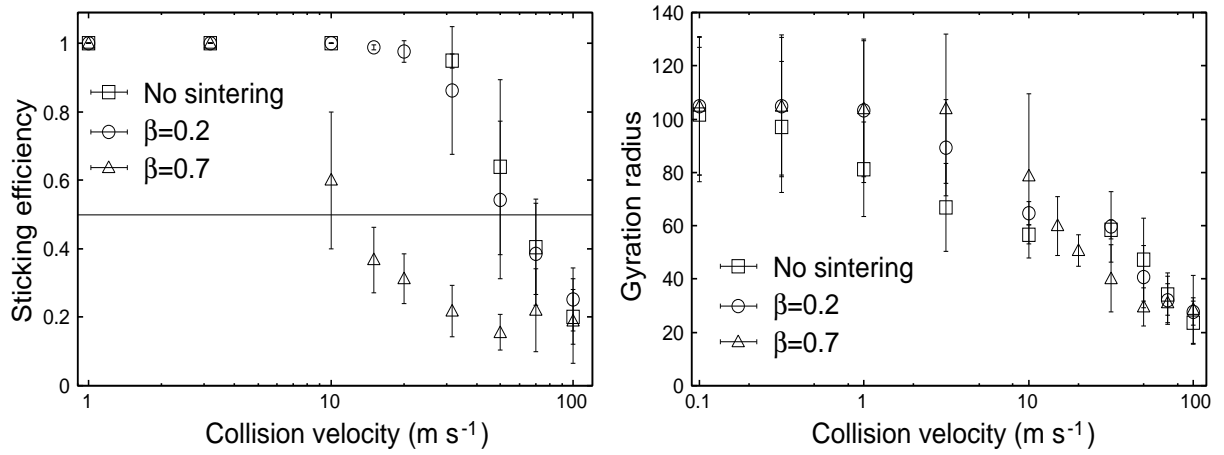 Sticking efficiency
1
0.8
0.6
0.4
0.2
0
No sintering
β=0.2
β=0.7
1
10
100
Collision velocity (m s-1)
Gyration radius
140
120
100
80
60
40
20
0
No sintering
β=0.2
β=0.7
0.1
1
10
100
Collision velocity (m s-1)